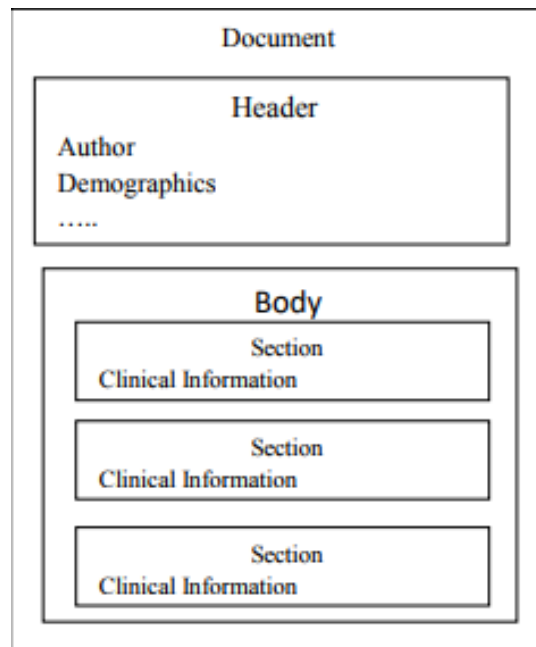 Document
Header
Author
Demographics
.....
Body
Section
Clinical Information
Section
Clinical Information
Section
Clinical Information